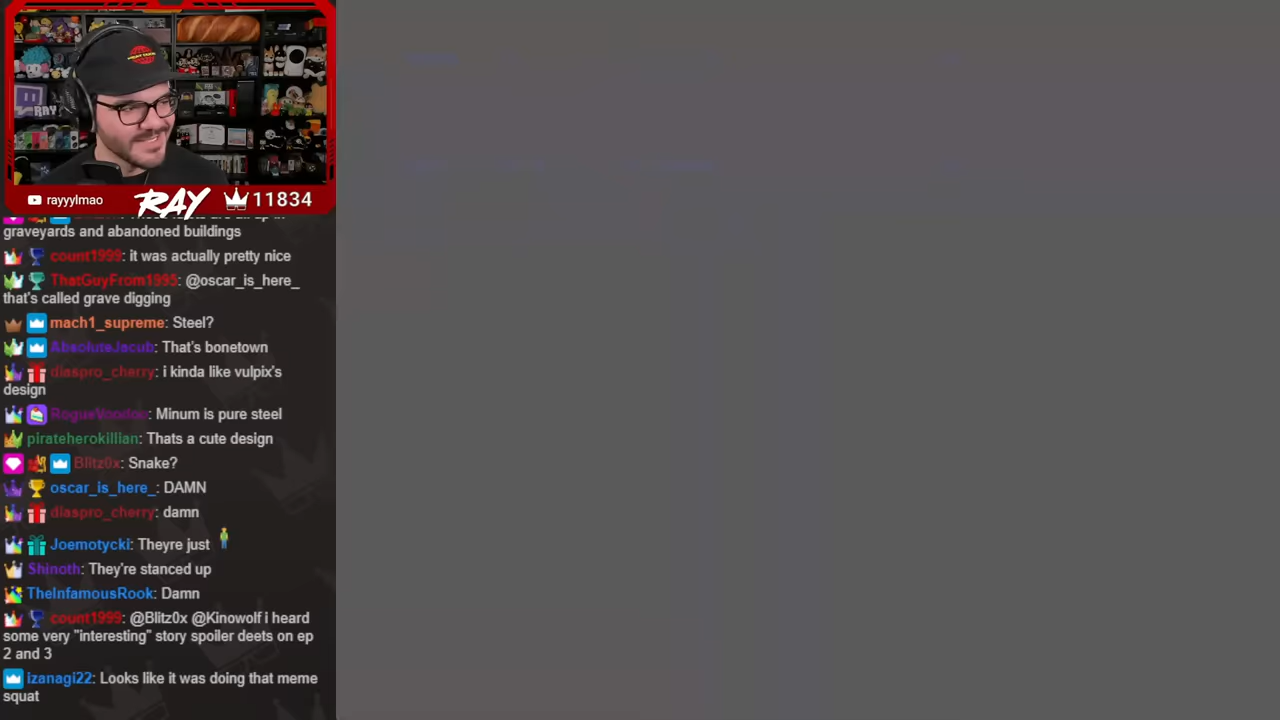 RAY
rayyylmao
RAY
11834
graveyards and abandoned buildings
count1999: it was actually pretty nice
ThatGuyFrom1995: @oscar_is_here_
that's called grave digging
mach1_supreme: Steel?
AbsoluteJacub: That's bonetown
diaspro_cherry: i kinda like vulpix's
design
RogueVoodoo: Minum is pure steel
pirateherokillian: Thats a cute design
Blitz0x: Snake?
oscar_is_here_: DAMN
diaspro_cherry: damn
Joemotycki: Theyre just
Shinoth: They're stanced up
TheInfamousRook: Damn
count1999: @Blitz0x @Kinowolf i heard
some very "interesting" story spoiler deets on ep
2 and 3
izanagi22: Looks like it was doing that meme
squat